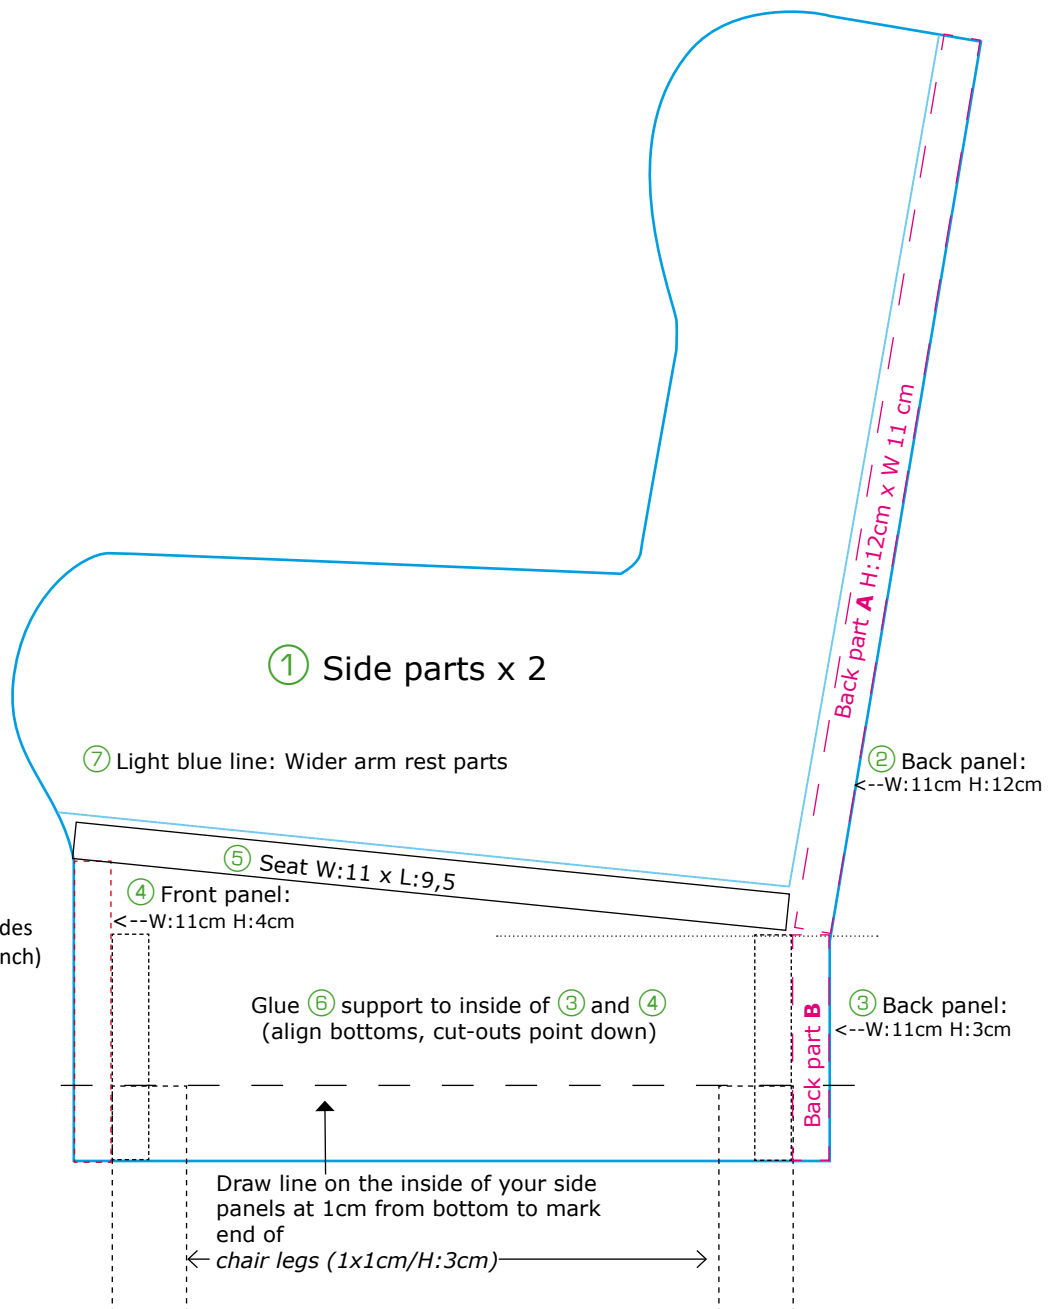 Back part A H:12cm x W 11 cm
① Side parts x 2
⑦ Light blue line: Wider arm rest parts
② Back panel:
<--W:11cm H:12cm
⑤ Seat W:11 x L:9,5
④ Front panel:
<--W:11cm H:4cm
des
nch)
Glue ⑥ support to inside of ③ and ④
(align bottoms, cut-outs point down)
Back part B
③ Back panel:
<--W:11cm H:3cm
Draw line on the inside of your side
panels at 1cm from bottom to mark
end of
chair legs (1x1cm/H:3cm)